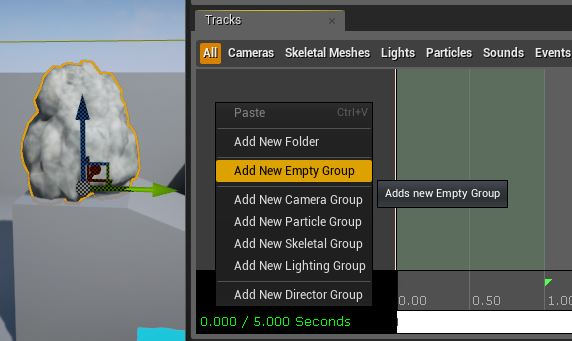 Tracks
All Cameras Skeletal Meshes Lights Particles Sounds Events
Paste Ctrl+V
Add New Folder
Add New Empty Group
Adds new Empty Group
Add New Camera Group
Add New Particle Group
Add New Skeletal Group
Add New Lighting Group
Add New Director Group
0.00 0.50 1.00
0.000 / 5.000 Seconds